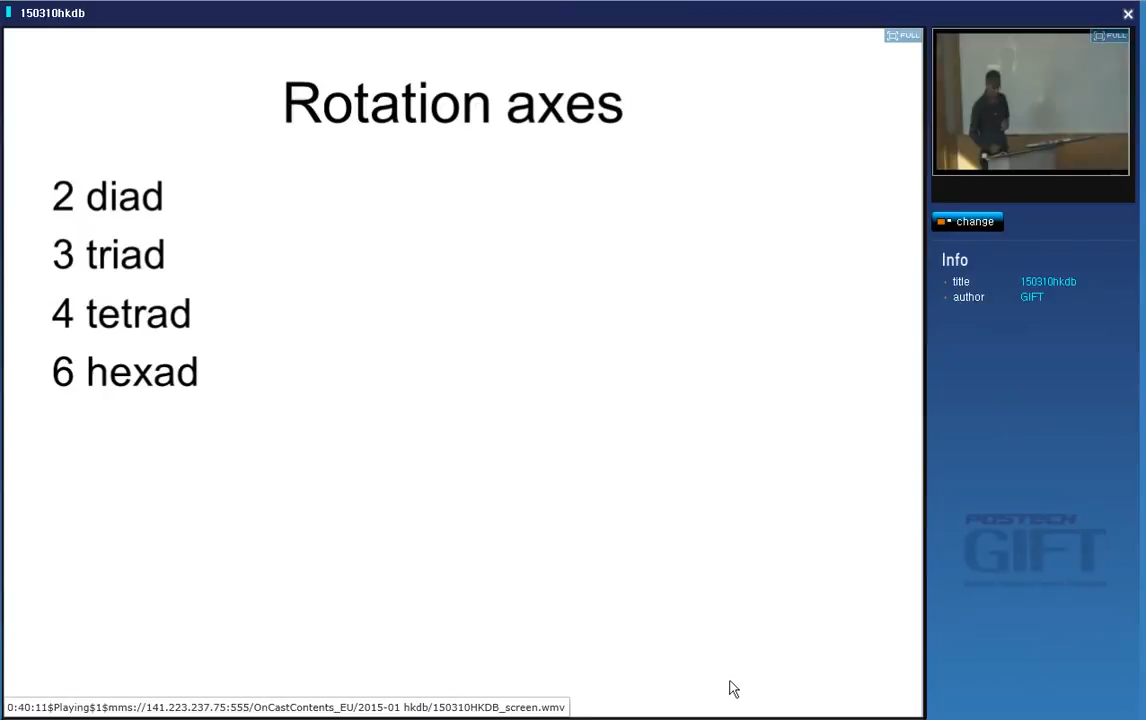 150310hkdb
FULL
FULL
Rotation axes
2 diad
3 triad
4 tetrad
6 hexad
change
Info
title 150310hkdb
author GIFT
POSTECH
GIFT
0:40:11$Playing$1$mms://141.223.237.75:555/OnCastContents_EU/2015-01 hkdb/150310HKDB_screen.wmv